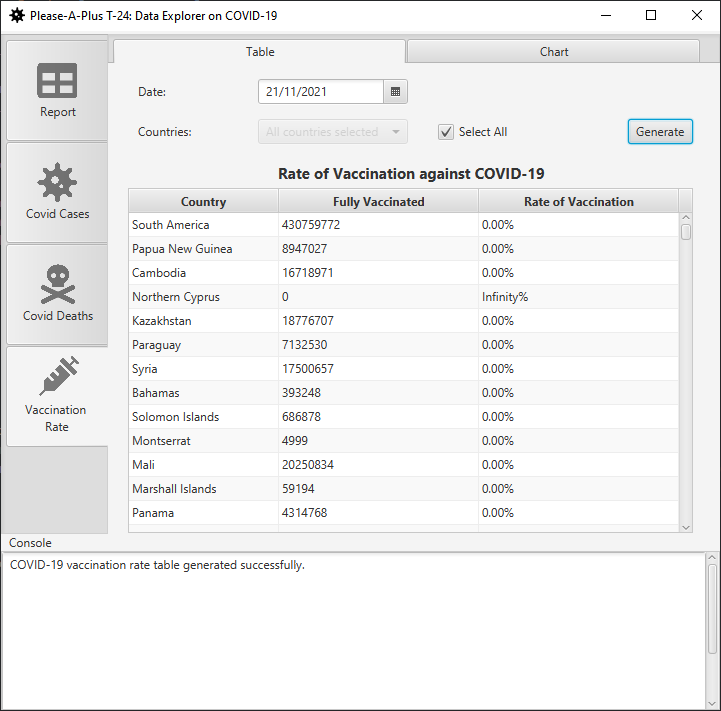 Please-A-Plus T-24: Data Explorer on COVID-19
Report
Covid Cases
Covid Deaths
Vaccination
Rate
Table Chart
Date: 21/11/2021
Countries: All countries selected Select All Generate
Rate of Vaccination against COVID-19
Country Fully Vaccinated Rate of Vaccination
South America 430759772 0.00%
Papua New Guinea 8947027 0.00%
Cambodia 16718971 0.00%
Northern Cyprus 0 Infinity%
Kazakhstan 18776707 0.00%
Paraguay 7132530 0.00%
Syria 17500657 0.00%
Bahamas 393248 0.00%
Solomon Islands 686878 0.00%
Montserrat 4999 0.00%
Mali 20250834 0.00%
Marshall Islands 59194 0.00%
Panama 4314768 0.00%
Console
COVID-19 vaccination rate table generated successfully.